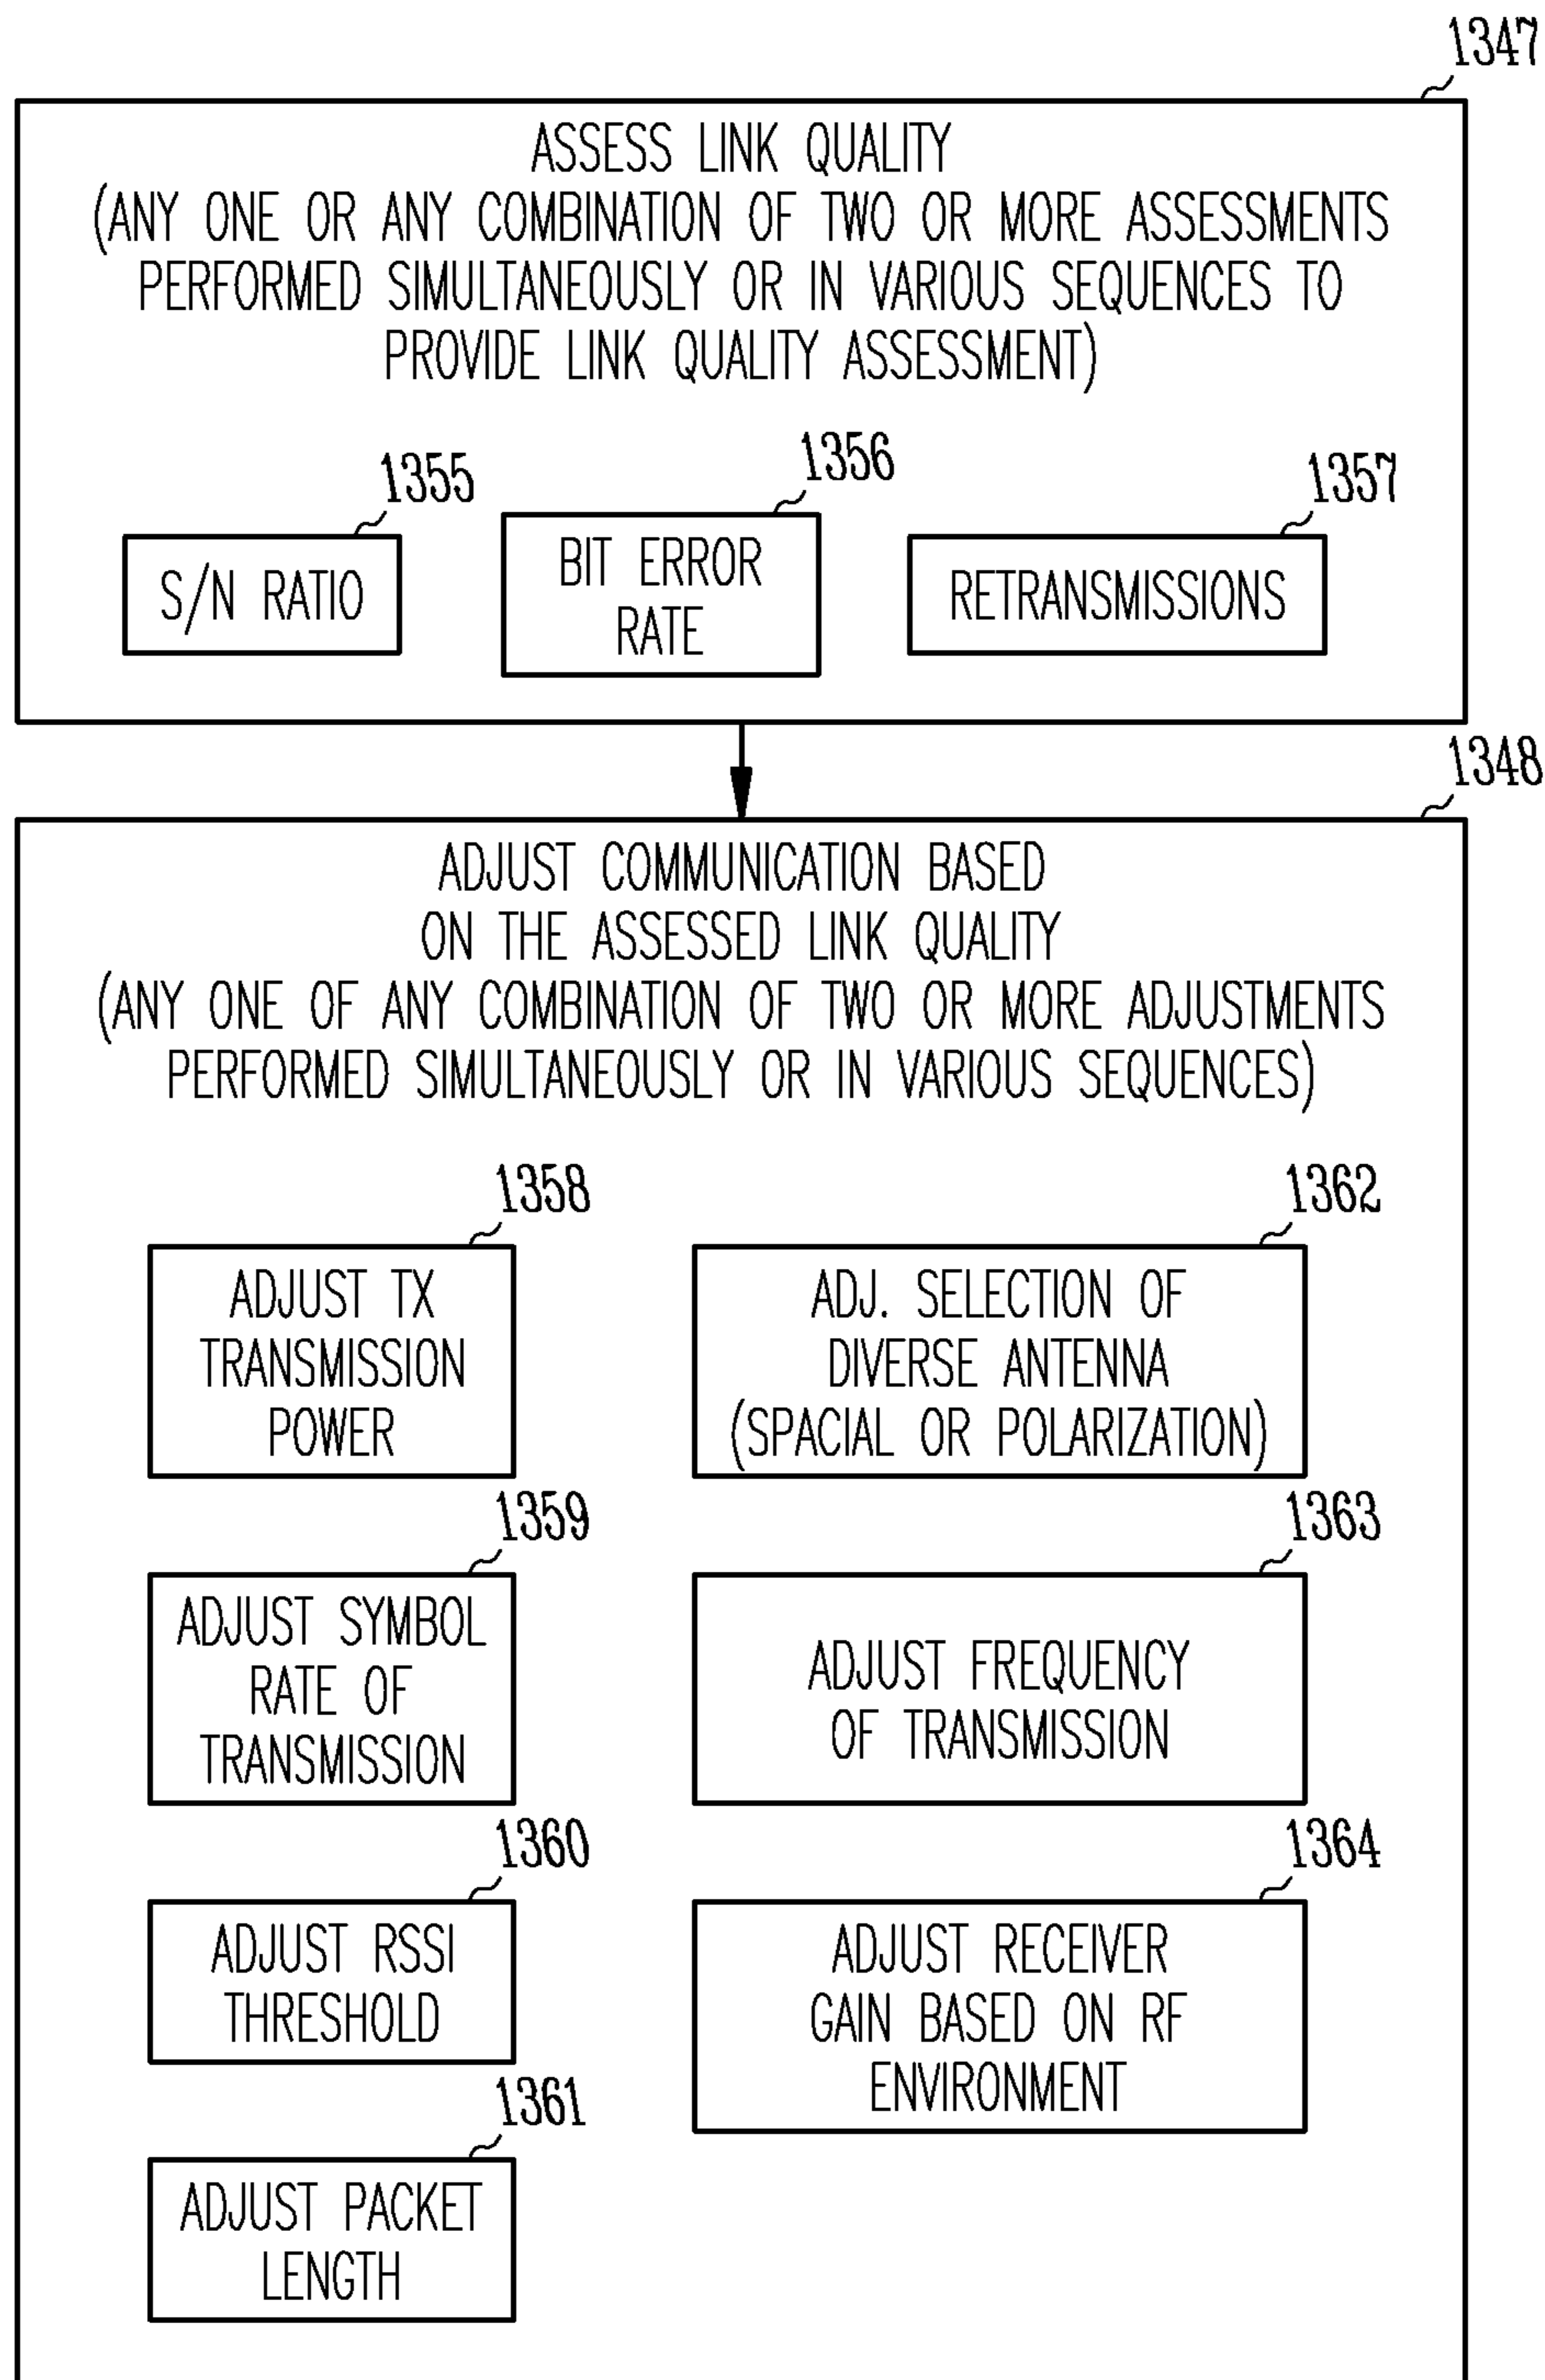 1347
ASSESS LINK QUALITY
(ANY ONE OR ANY COMBINATION OF TWO OR MORE ASSESSMENTS
PERFORMED SIMULTANEOUSLY OR IN VARIOUS SEQUENCES TO
PROVIDE LINK QUALITY ASSESSMENT)
1355
S/N RATIO
1356
BIT ERROR
RATE
1357
RETRANSMISSIONS
1348
ADJUST COMMUNICATION BASED
ON THE ASSESSED LINK QUALITY
(ANY ONE OF ANY COMBINATION OF TWO OR MORE ADJUSTMENTS
PERFORMED SIMULTANEOUSLY OR IN VARIOUS SEQUENCES)
1358
ADJUST TX
TRANSMISSION
POWER
1359
ADJUST SYMBOL
RATE OF
TRANSMISSION
1360
ADJUST RSSI
THRESHOLD
1361
ADJUST PACKET
LENGTH
1362
ADJ. SELECTION OF
DIVERSE ANTENNA
(SPACIAL OR POLARIZATION)
1363
ADJUST FREQUENCY
OF TRANSMISSION
1364
ADJUST RECEIVER
GAIN BASED ON RF
ENVIRONMENT